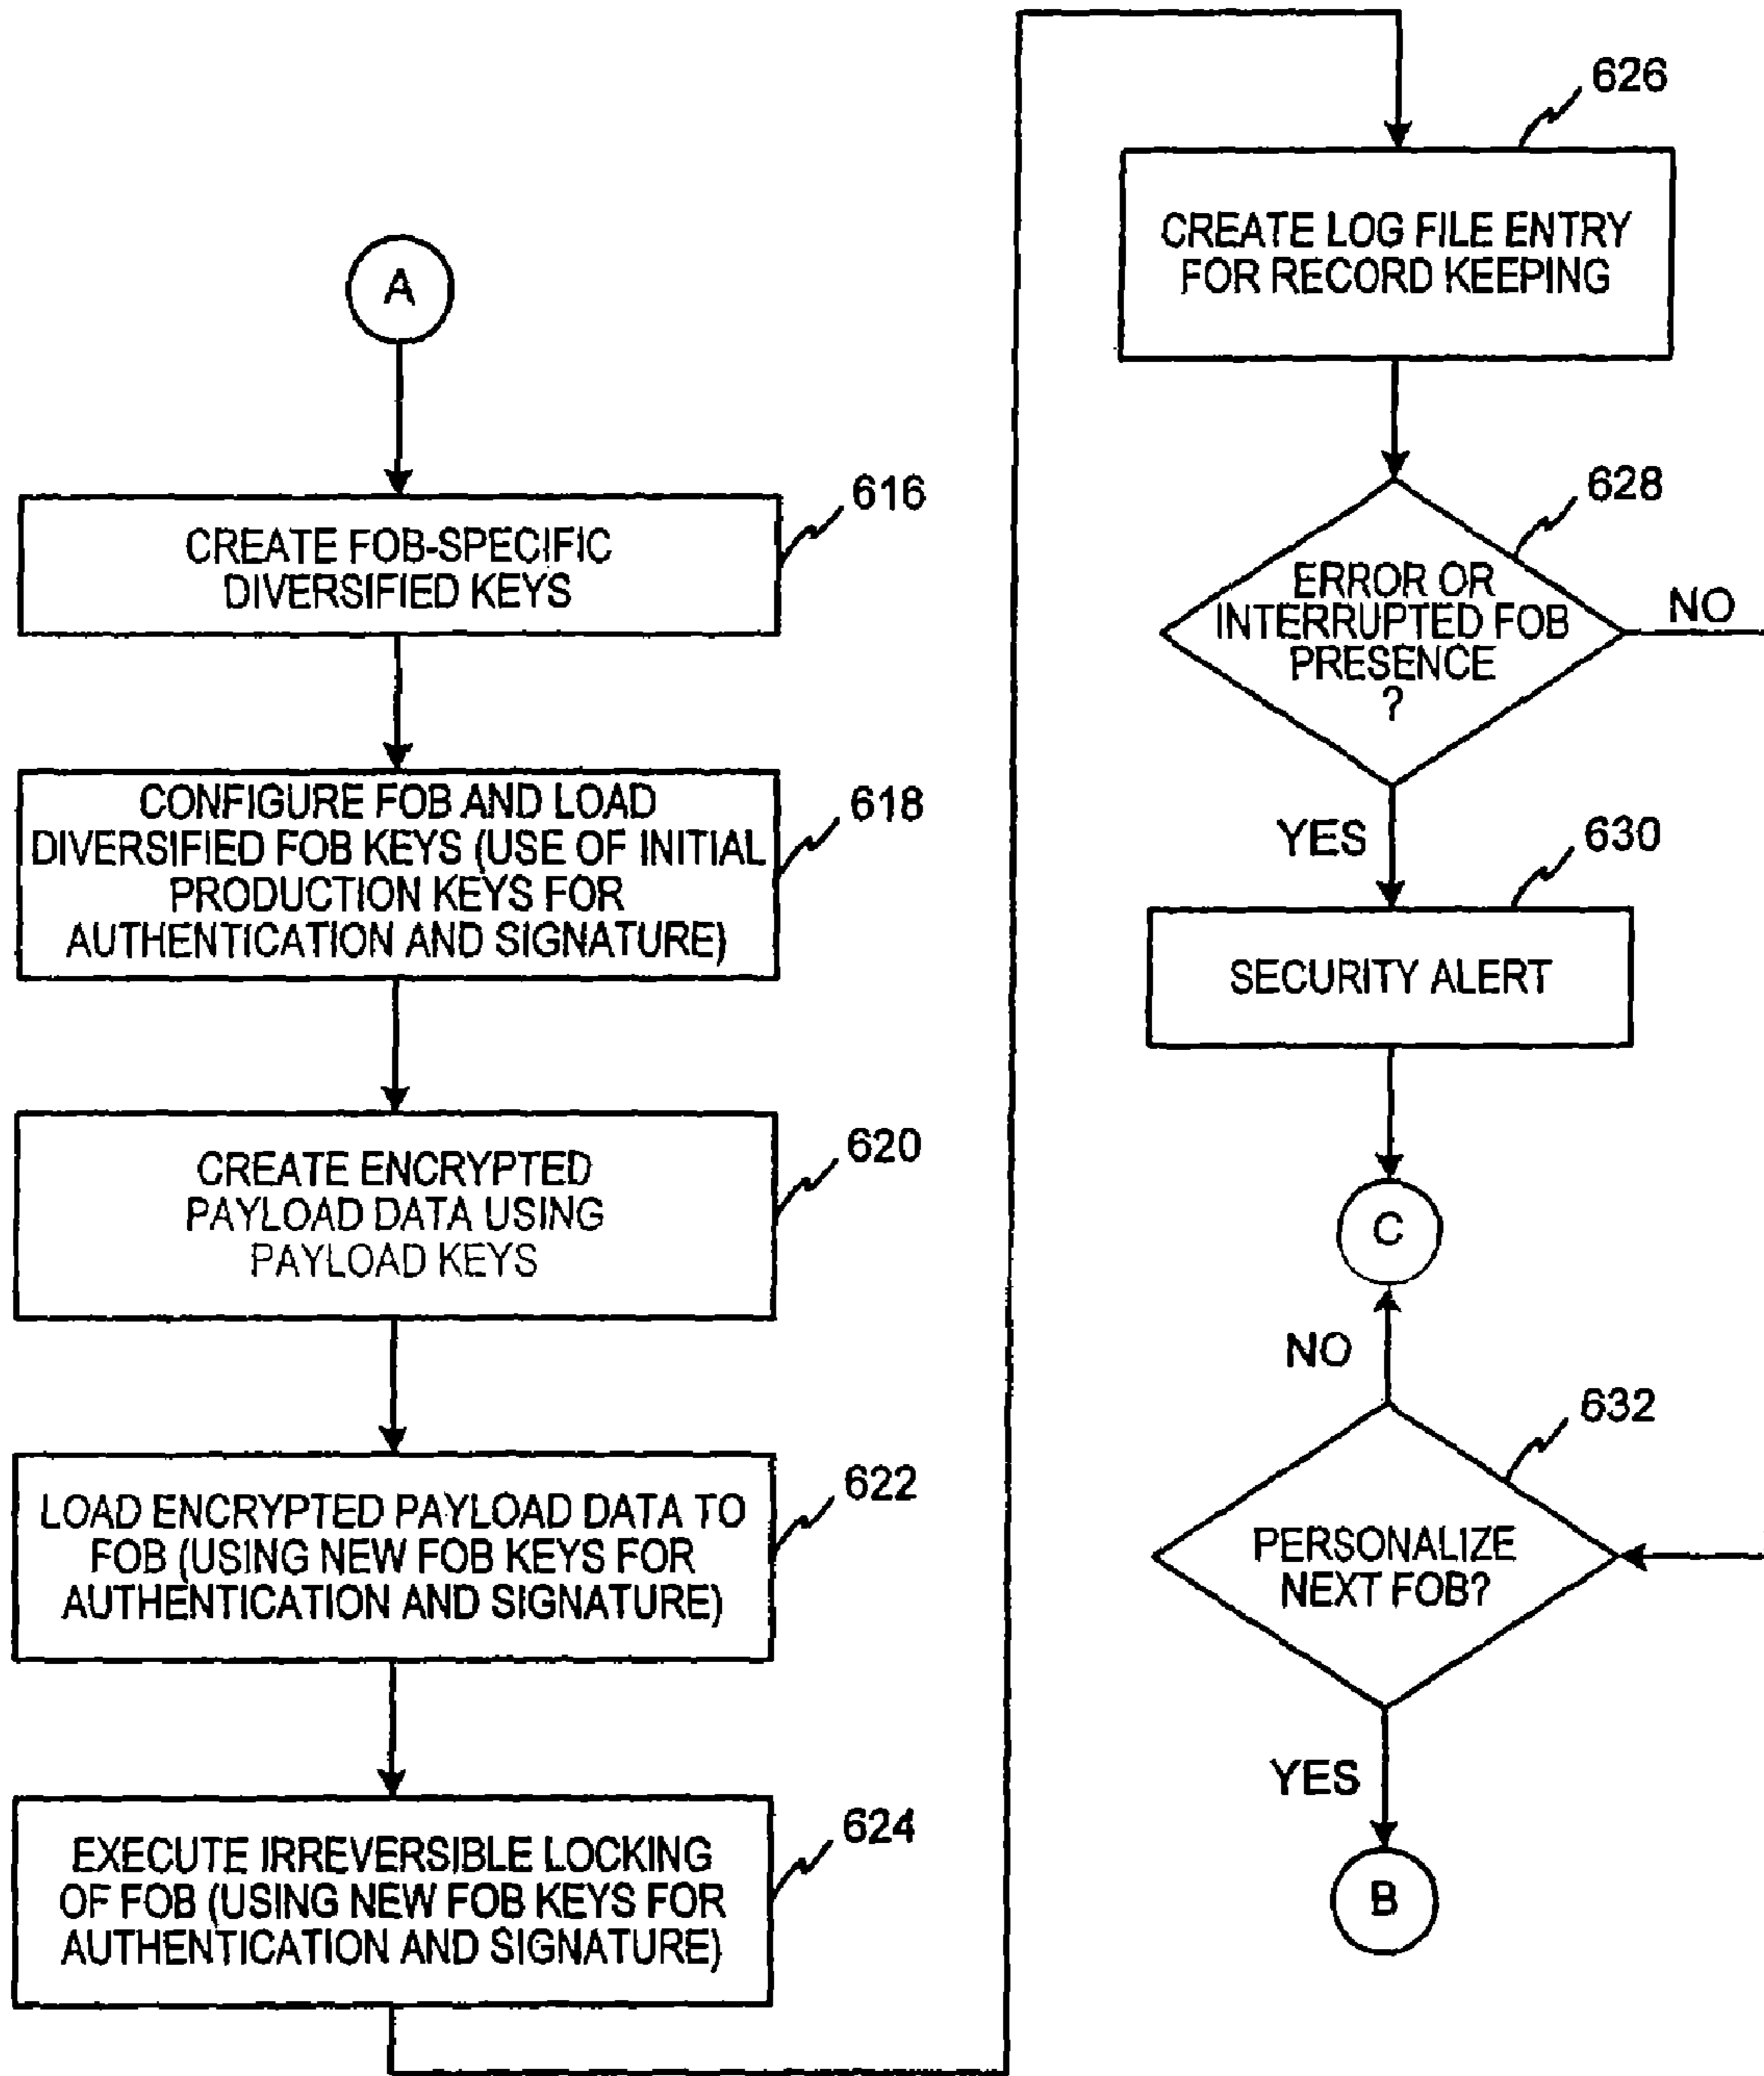 A
616
CREATE FOB-SPECIFIC
DIVERSIFIED KEYS
618
CONFIGURE FOB AND LOAD
DIVERSIFIED FOB KEYS (USE OF INITIAL
PRODUCTION KEYS FOR
AUTHENTICATION AND SIGNATURE)
620
CREATE ENCRYPTED
PAYLOAD DATA USING
PAYLOAD KEYS
622
LOAD ENCRYPTED PAYLOAD DATA TO
FOB (USING NEW FOB KEYS FOR
AUTHENTICATION AND SIGNATURE)
624
EXECUTE IRREVERSIBLE LOCKING
OF FOB (USING NEW FOB KEYS FOR
AUTHENTICATION AND SIGNATURE)
626
CREATE LOG FILE ENTRY
FOR RECORD KEEPING
628
ERROR OR
INTERRUPTED FOB
PRESENCE
?
NO
YES
630
SECURITY ALERT
C
NO
632
PERSONALIZE
NEXT FOB?
YES
B